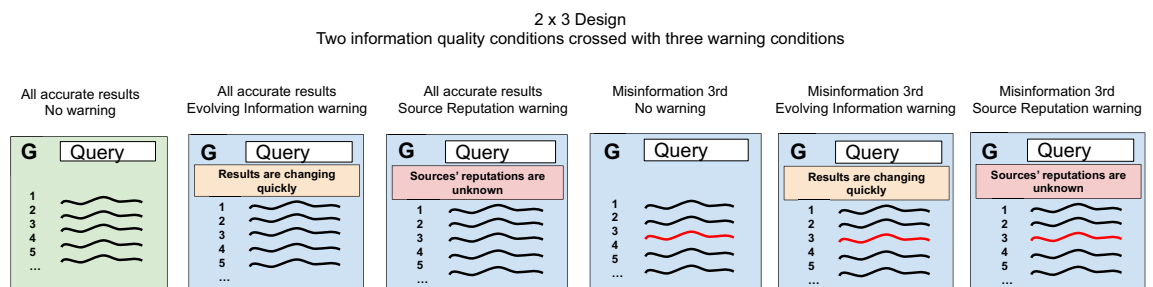 2 x 3 Design
Two information quality conditions crossed with three warning conditions
All accurate results
No warning
G Query
1
2
3
4
5
...
All accurate results
Evolving Information warning
G Query
Results are changing
quickly
1
2
3
4
5
...
All accurate results
Source Reputation warning
G Query
Sources' reputations are
unknown
1
2
3
4
5
...
Misinformation 3rd
No warning
G Query
1
2
3
4
5
...
Misinformation 3rd
Evolving Information warning
G Query
Results are changing
quickly
1
2
3
4
5
...
Misinformation 3rd
Source Reputation warning
G Query
Sources' reputations are
unknown
1
2
3
4
5
...